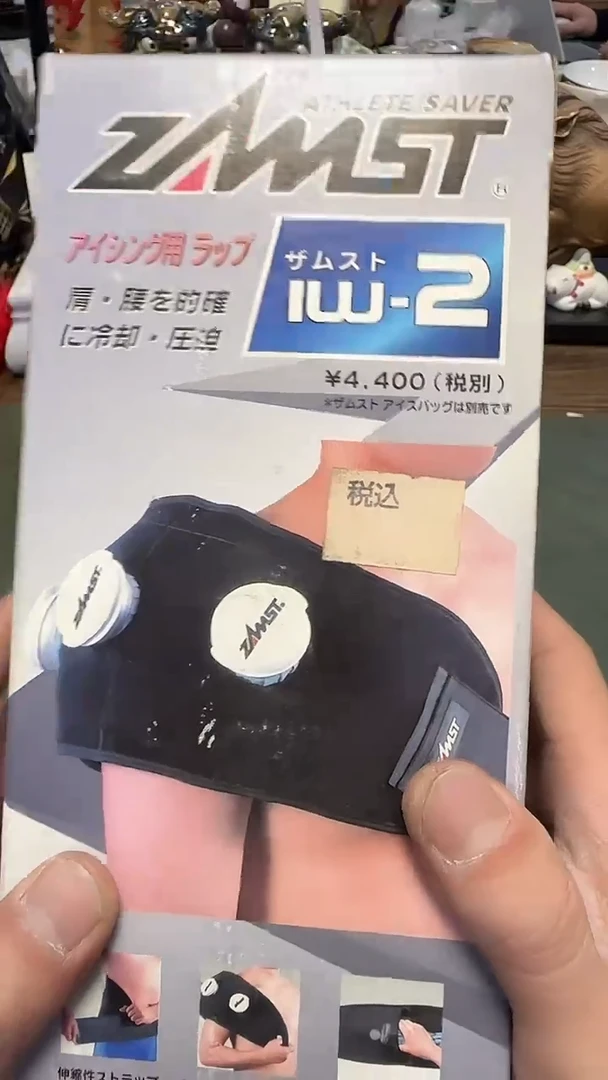 ATHLETE SAVER
ZAMST
アイシング用 ラップ
ザムスト
IW-2
肩・腰を的確
に冷却・圧迫
¥4,400(税別)
※ザムスト アイスバッグは別売です
税込
ZAMST
ZAMST
ZAMST
伸縮性ストラップ